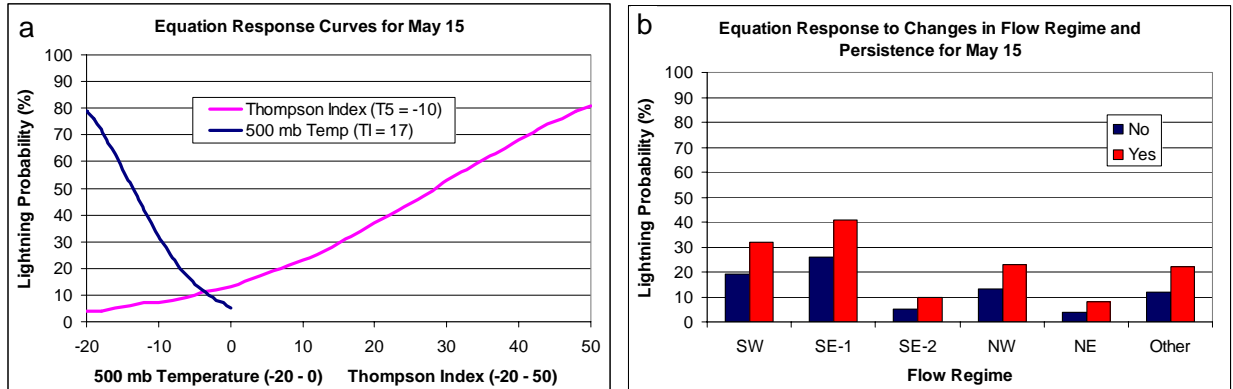 a
Equation Response Curves for May 15
Lightning Probability (%)
100
90
80
70
60
50
40
30
20
10
0
Thompson Index (T5 = -10)
500 mb Temp (TI = 17)
-20 -10 0 10 20 30 40 50
500 mb Temperature (-20 - 0) Thompson Index (-20 - 50)
b
Equation Response to Changes in Flow Regime and
Persistence for May 15
Lightning Probability (%)
100
90
80
70
60
50
40
30
20
10
0
No
Yes
SW SE-1 SE-2 NW NE Other
Flow Regime